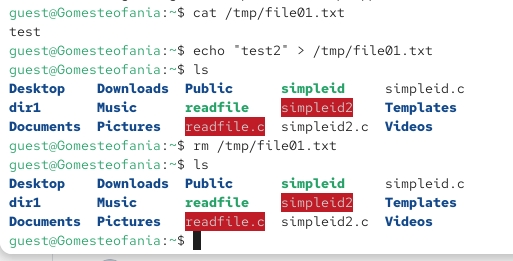 guest@Gomesteofania:~$ cat /tmp/file01.txt
test
guest@Gomesteofania:~$ echo "test2" > /tmp/file01.txt
guest@Gomesteofania:~$ ls
Desktop Downloads Public simpleid simpleid.c
dir1 Music readfile simpleid2 Templates
Documents Pictures readfile.c simpleid2.c Videos
guest@Gomesteofania:~$ rm /tmp/file01.txt
guest@Gomesteofania:~$ ls
Desktop Downloads Public simpleid simpleid.c
dir1 Music readfile simpleid2 Templates
Documents Pictures readfile.c simpleid2.c Videos
guest@Gomesteofania:~$